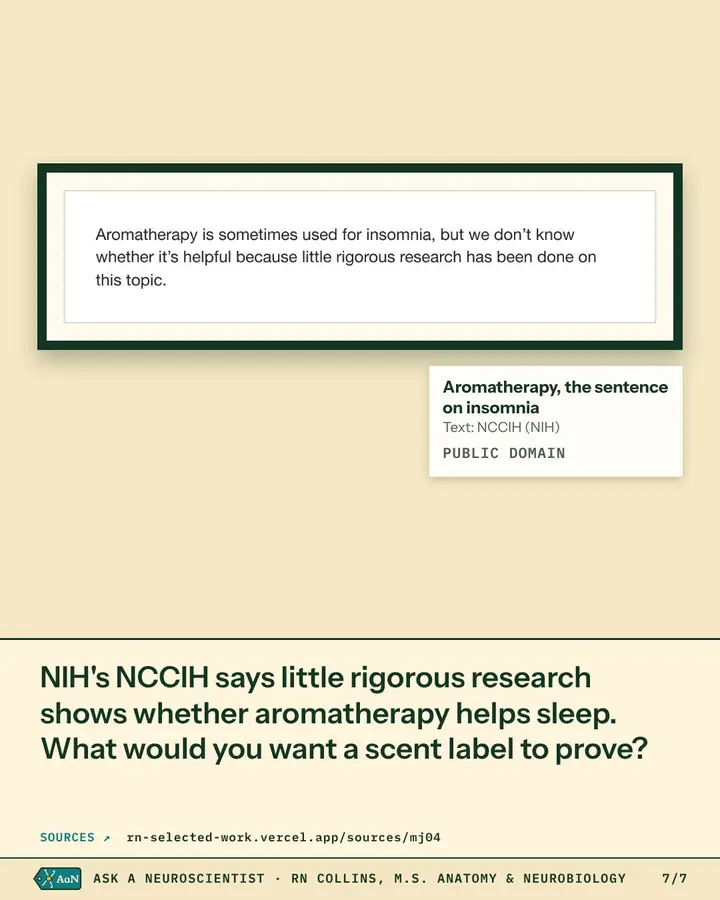 Aromatherapy is sometimes used for insomnia, but we don’t know
whether it’s helpful because little rigorous research has been done on
this topic.
Aromatherapy, the sentence
on insomnia
Text: NCCIH (NIH)
PUBLIC DOMAIN
NIH's NCCIH says little rigorous research
shows whether aromatherapy helps sleep.
What would you want a scent label to prove?
SOURCES ↗ rn-selected-work.vercel.app/sources/mj04
AaN ASK A NEUROSCIENTIST · RN COLLINS, M.S. ANATOMY & NEUROBIOLOGY 7/7